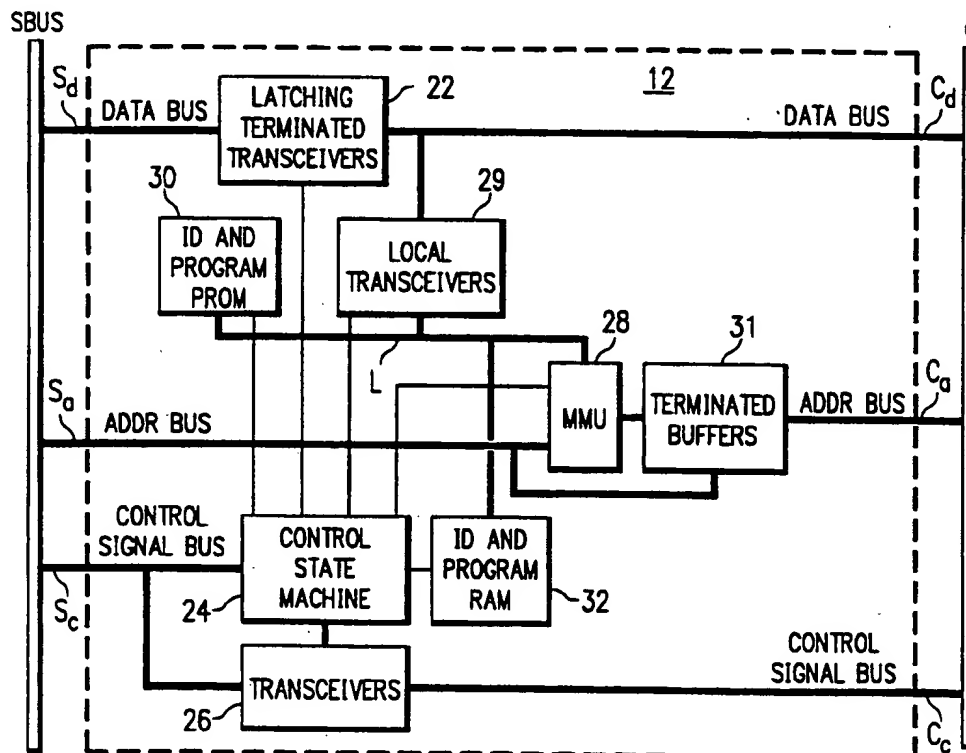 SBUS
Sd
DATA BUS
LATCHING
TERMINATED
TRANSCEIVERS
22
12
DATA BUS
Cd
30
ID AND
PROGRAM
PROM
29
LOCAL
TRANSCEIVERS
L
28
MMU
31
TERMINATED
BUFFERS
Sa
ADDR BUS
ADDR BUS
Ca
CONTROL
SIGNAL BUS
Sc
CONTROL
STATE
MACHINE
24
ID AND
PROGRAM
RAM
32
TRANSCEIVERS
26
CONTROL
SIGNAL BUS
Cc